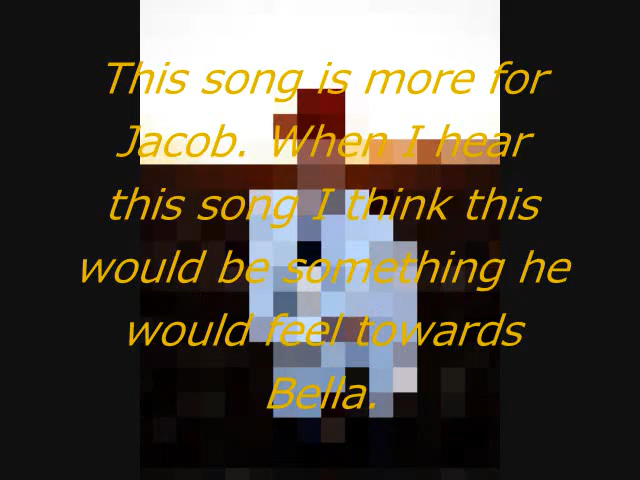 This song is more for
Jacob. When I hear
this song I think this
would be something he
would feel towards
Bella.